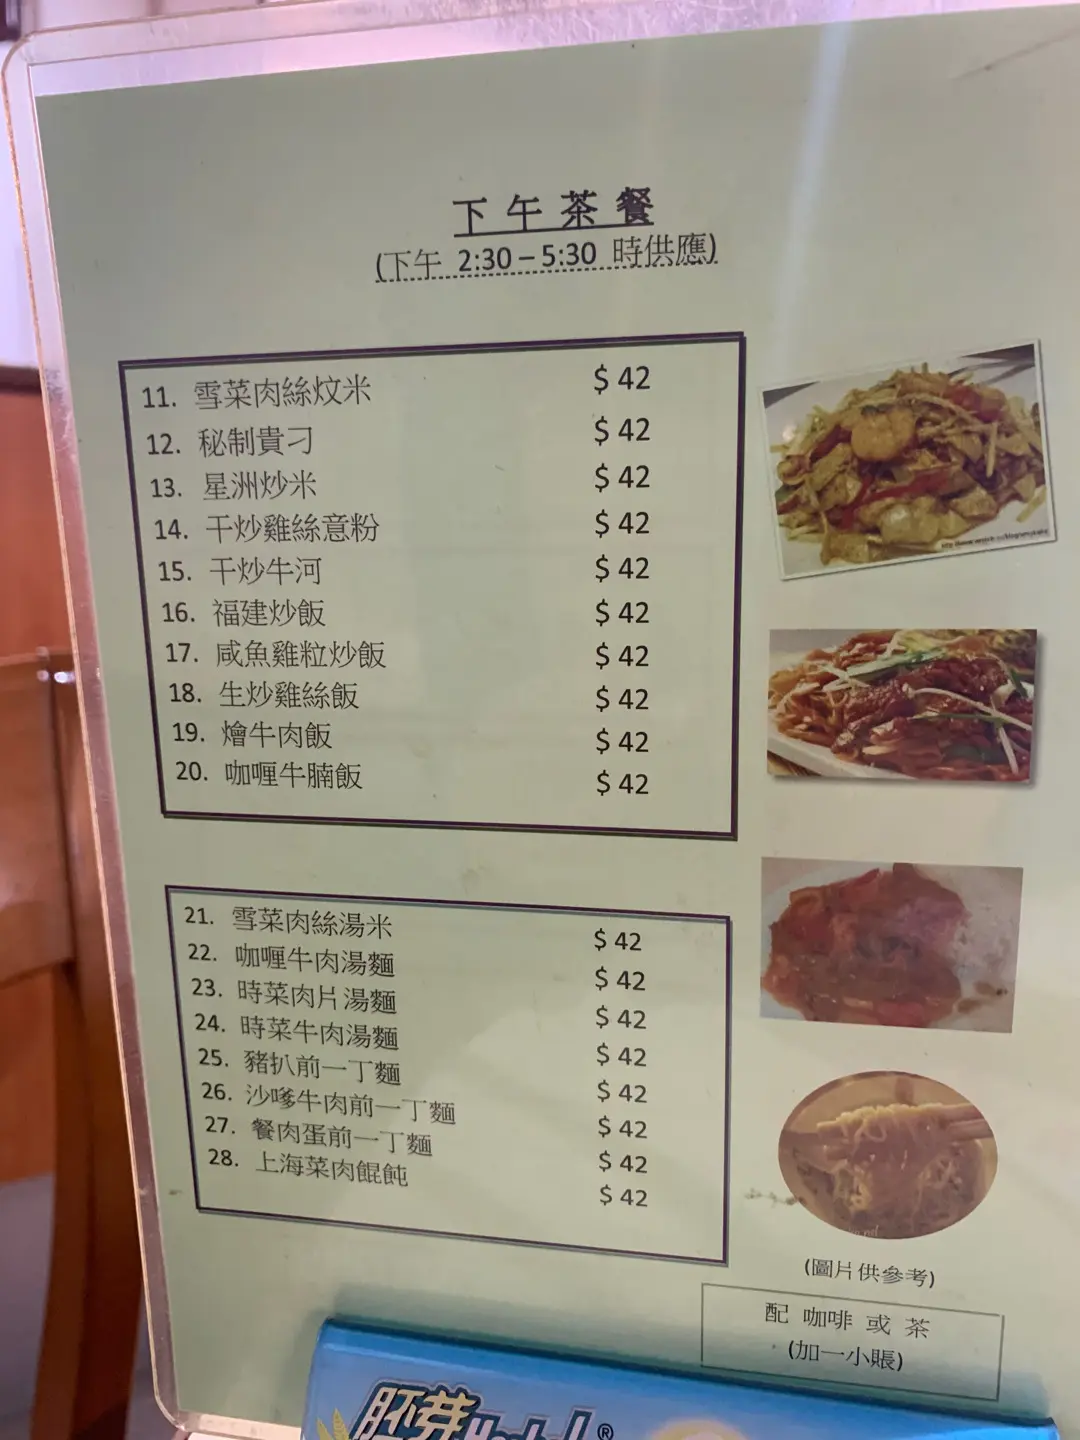 下午茶餐
(下午 2:30 – 5:30 時供應)
11. 雪菜肉絲炆米 $ 42
12. 秘制貴刁 $ 42
13. 星洲炒米 $ 42
14. 干炒雞絲意粉 $ 42
15. 干炒牛河 $ 42
16. 福建炒飯 $ 42
17. 咸魚雞粒炒飯 $ 42
18. 生炒雞絲飯 $ 42
19. 燴牛肉飯 $ 42
20. 咖喱牛腩飯 $ 42
21. 雪菜肉絲湯米 $ 42
22. 咖喱牛肉湯麵 $ 42
23. 時菜肉片湯麵 $ 42
24. 時菜牛肉湯麵 $ 42
25. 豬扒前一丁麵 $ 42
26. 沙嗲牛肉前一丁麵 $ 42
27. 餐肉蛋前一丁麵 $ 42
28. 上海菜肉餛飩 $ 42
(圖片供參考)
配 咖啡 或 茶
(加一小賬)
胚芽
®